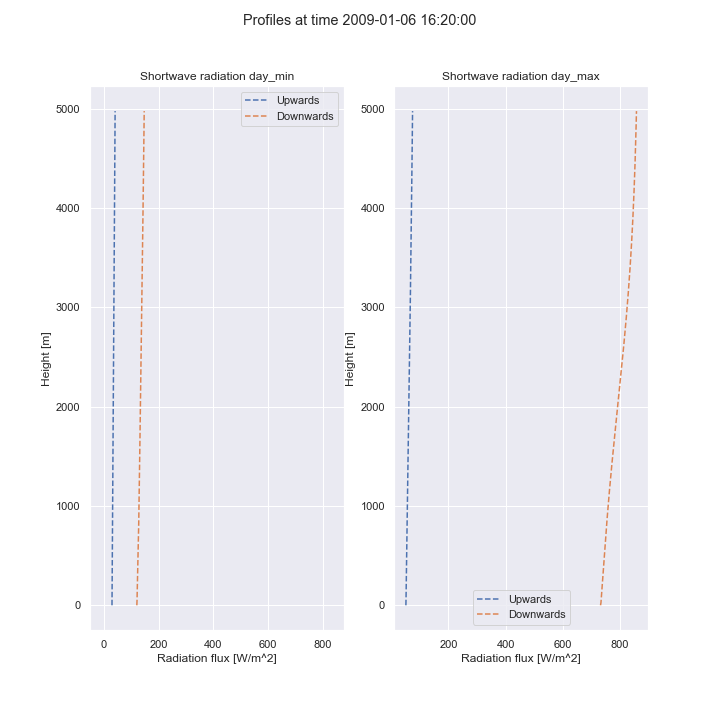 Profiles at time 2009-01-06 16:20:00
Shortwave radiation day_min
Upwards
Downwards
5000
4000
3000
2000
1000
0
Height [m]
0 200 400 600 800
Radiation flux [W/m^2]
Shortwave radiation day_max
5000
4000
3000
2000
1000
0
Height [m]
Upwards
Downwards
200 400 600 800
Radiation flux [W/m^2]